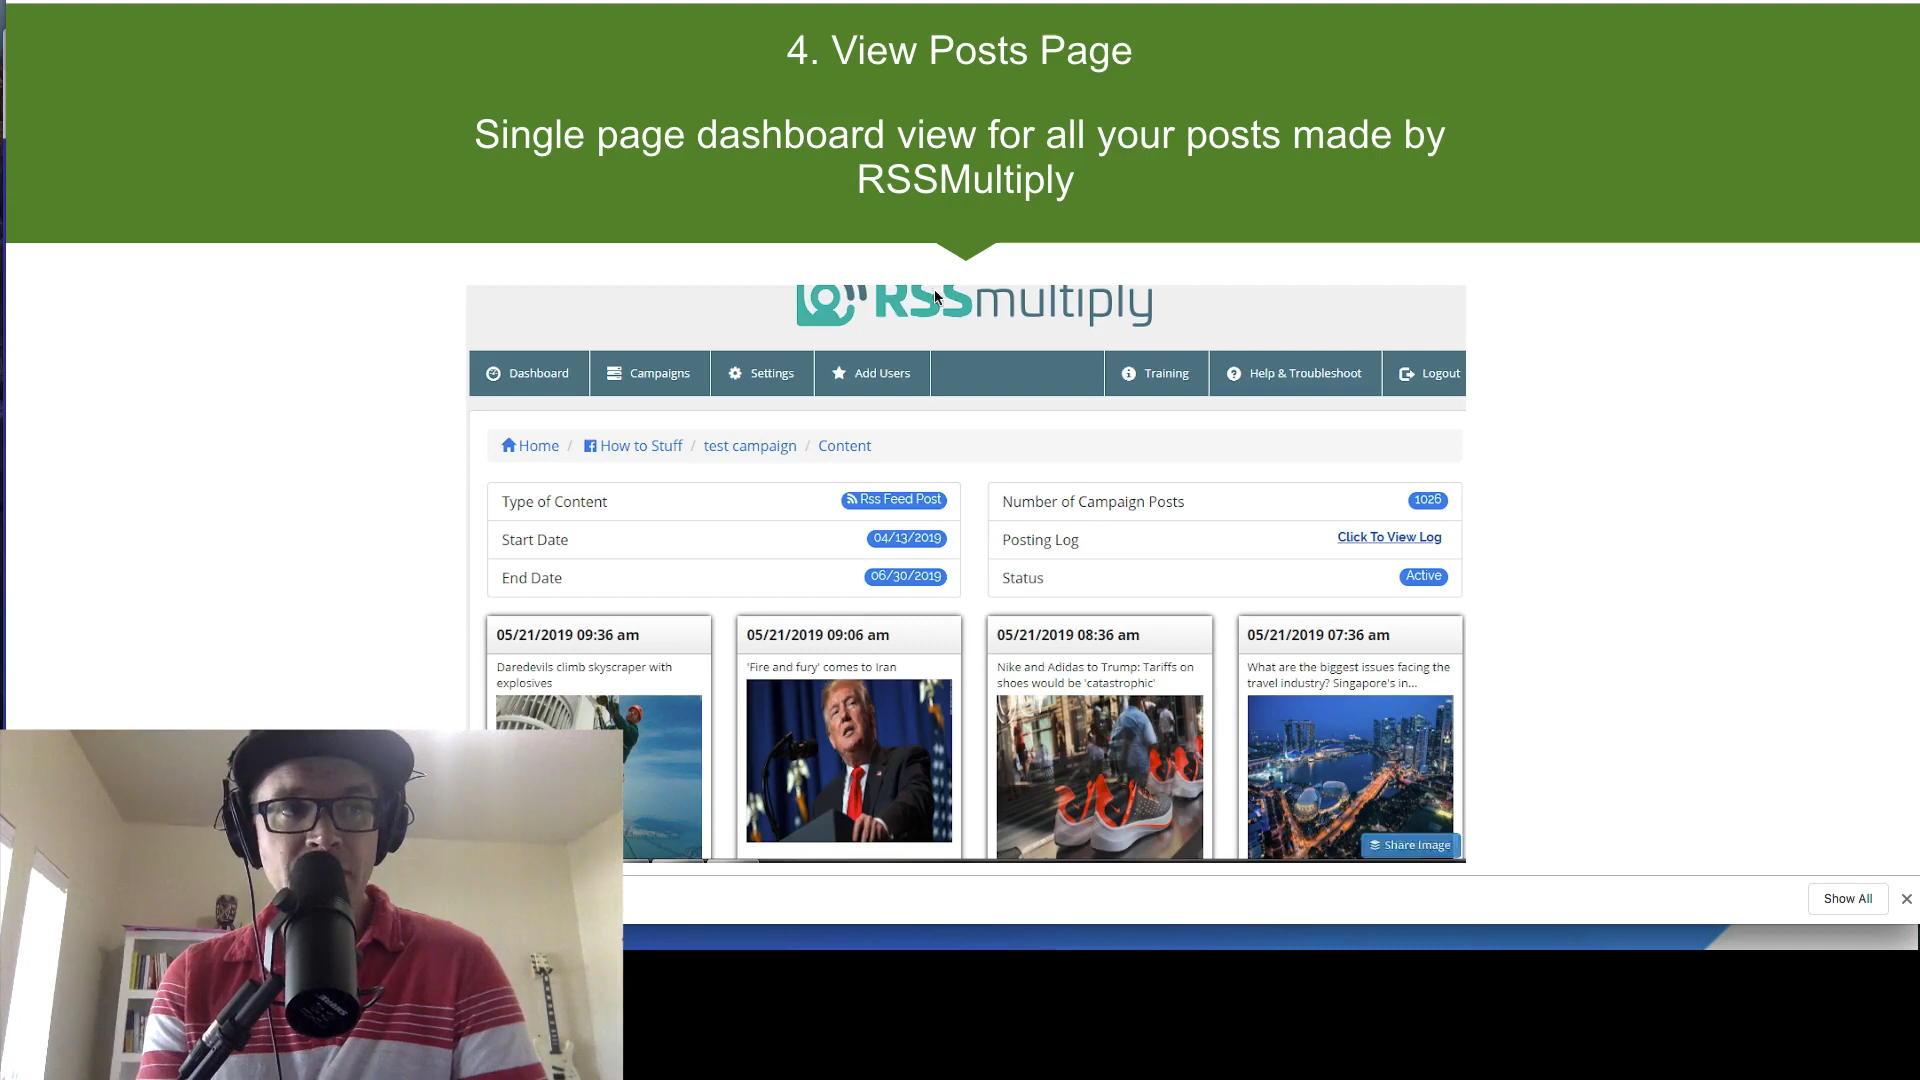 4. View Posts Page
Single page dashboard view for all your posts made by
RSSMultiply
RSSmultiply
Dashboard
Campaigns
Settings
Add Users
Training
Help & Troubleshoot
Logout
Home / How to Stuff / test campaign / Content
Type of Content
Rss Feed Post
Start Date
04/13/2019
End Date
06/30/2019
Number of Campaign Posts
1026
Posting Log
Click To View Log
Status
Active
05/21/2019 09:36 am
Daredevils climb skyscraper with
explosives
05/21/2019 09:06 am
'Fire and fury' comes to Iran
05/21/2019 08:36 am
Nike and Adidas to Trump: Tariffs on
shoes would be 'catastrophic'
05/21/2019 07:36 am
What are the biggest issues facing the
travel industry? Singapore's in...
Share Image
Show All